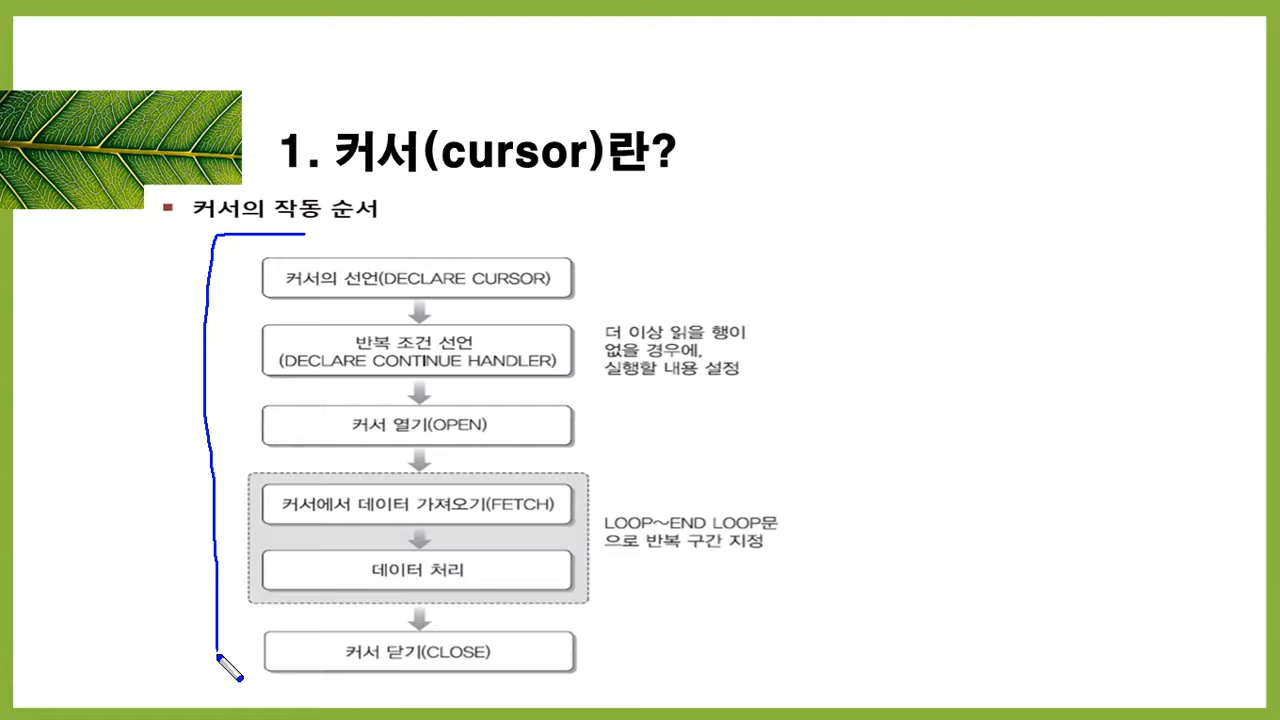 1. 커서(cursor)란?
커서의 작동 순서
커서의 선언(DECLARE CURSOR)
반복 조건 선언
(DECLARE CONTINUE HANDLER)
더 이상 읽을 행이
없을 경우에,
실행할 내용 설정
커서 열기(OPEN)
커서에서 데이터 가져오기(FETCH)
데이터 처리
LOOP~END LOOP문
으로 반복 구간 지정
커서 닫기(CLOSE)